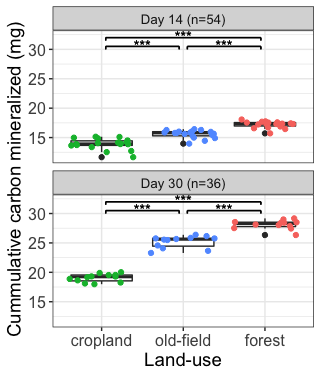 Day 14 (n=54)
***
*** ***
30
25
20
15
Day 30 (n=36)
***
*** ***
30
25
20
15
Cummulative carbon mineralized (mg)
cropland old-field forest
Land-use